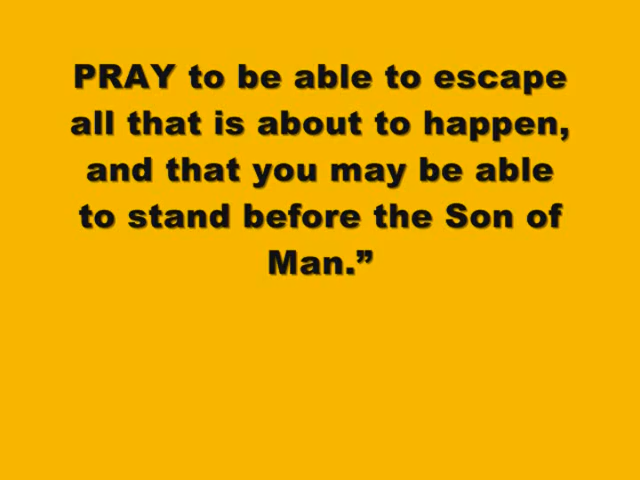 PRAY to be able to escape
all that is about to happen,
and that you may be able
to stand before the Son of
Man.”